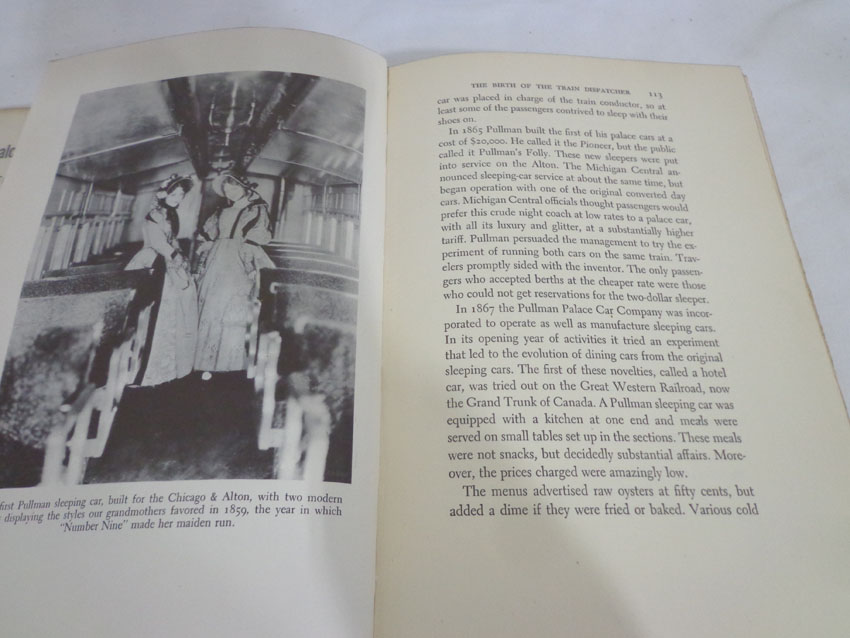 first Pullman sleeping car, built for the Chicago & Alton, with two modern
displaying the styles our grandmothers favored in 1859, the year in which
"Number Nine" made her maiden run.
THE BIRTH OF THE TRAIN DISPATCHER 113
car was placed in charge of the train conductor, so at
least some of the passengers contrived to sleep with their
shoes on.
In 1865 Pullman built the first of his palace cars at a
cost of $20,000. He called it the Pioneer, but the public
called it Pullman's Folly. These new sleepers were put
into service on the Alton. The Michigan Central an-
nounced sleeping-car service at about the same time, but
began operation with one of the original converted day
cars. Michigan Central officials thought passengers would
prefer this crude night coach at low rates to a palace car,
with all its luxury and glitter, at a substantially higher
tariff. Pullman persuaded the management to try the ex-
periment of running both cars on the same train. Trav-
elers promptly sided with the inventor. The only passen-
gers who accepted berths at the cheaper rate were those
who could not get reservations for the two-dollar sleeper.
In 1867 the Pullman Palace Car Company was incor-
porated to operate as well as manufacture sleeping cars.
In its opening year of activities it tried an experiment
that led to the evolution of dining cars from the original
sleeping cars. The first of these novelties, called a hotel
car, was tried out on the Great Western Railroad, now
the Grand Trunk of Canada. A Pullman sleeping car was
equipped with a kitchen at one end and meals were
served on small tables set up in the sections. These meals
were not snacks, but decidedly substantial affairs. More-
over, the prices charged were amazingly low.
The menus advertised raw oysters at fifty cents, but
added a dime if they were fried or baked. Various cold